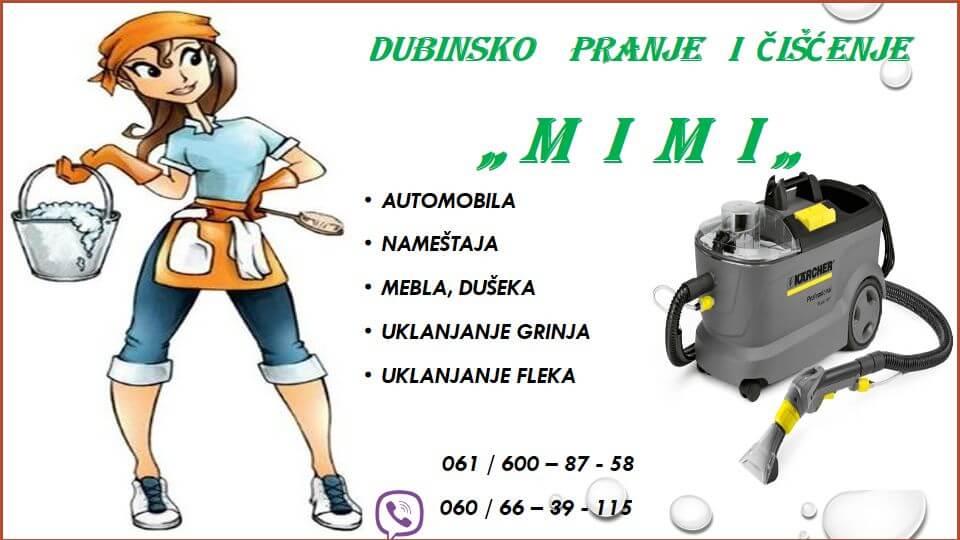 DUBINSKO PRANJE I ČIŠĆENJE
„M I M I„
• AUTOMOBILA
• NAMEŠTAJA
• MEBLA, DUŠEKA
• UKLANJANJE GRINJA
• UKLANJANJE FLEKA
KÄRCHER
Professional
061 / 600 – 87 - 58
060 / 66 – 39 - 115